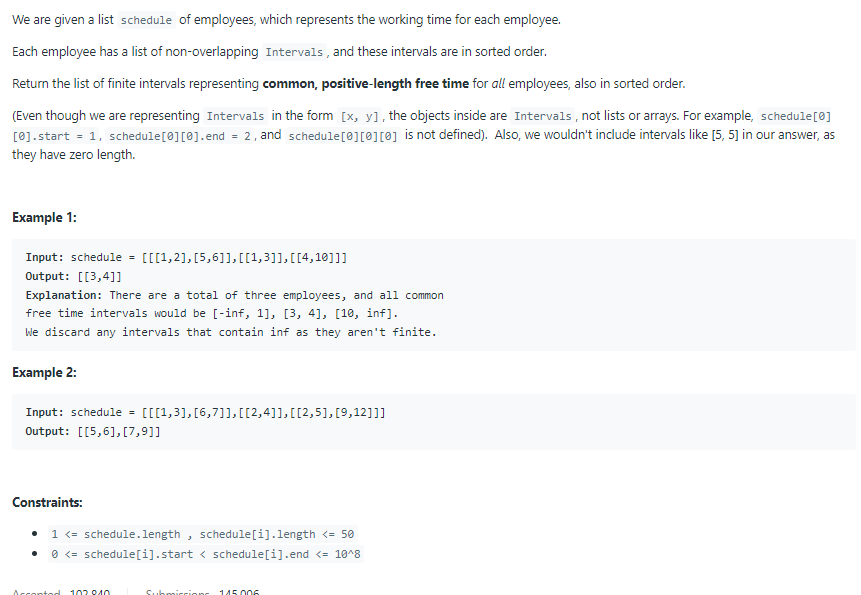 We are given a list schedule of employees, which represents the working time for each employee.
Each employee has a list of non-overlapping Intervals, and these intervals are in sorted order.
Return the list of finite intervals representing common, positive-length free time for all employees, also in sorted order.
(Even though we are representing Intervals in the form [x, y], the objects inside are Intervals, not lists or arrays. For example, schedule[0]
[0].start = 1, schedule[0][0].end = 2, and schedule[0][0][0] is not defined). Also, we wouldn't include intervals like [5, 5] in our answer, as
they have zero length.
Example 1:
Input: schedule = [[[1,2],[5,6]],[[1,3]],[[4,10]]]
Output: [[3,4]]
Explanation: There are a total of three employees, and all common
free time intervals would be [-inf, 1], [3, 4], [10, inf].
We discard any intervals that contain inf as they aren't finite.
Example 2:
Input: schedule = [[[1,3],[6,7]],[[2,4]],[[2,5],[9,12]]]
Output: [[5,6],[7,9]]
Constraints:
1 <= schedule.length , schedule[i].length <= 50
0 <= schedule[i].start < schedule[i].end <= 10^8
Accepted 102,840 Submissions 145,006